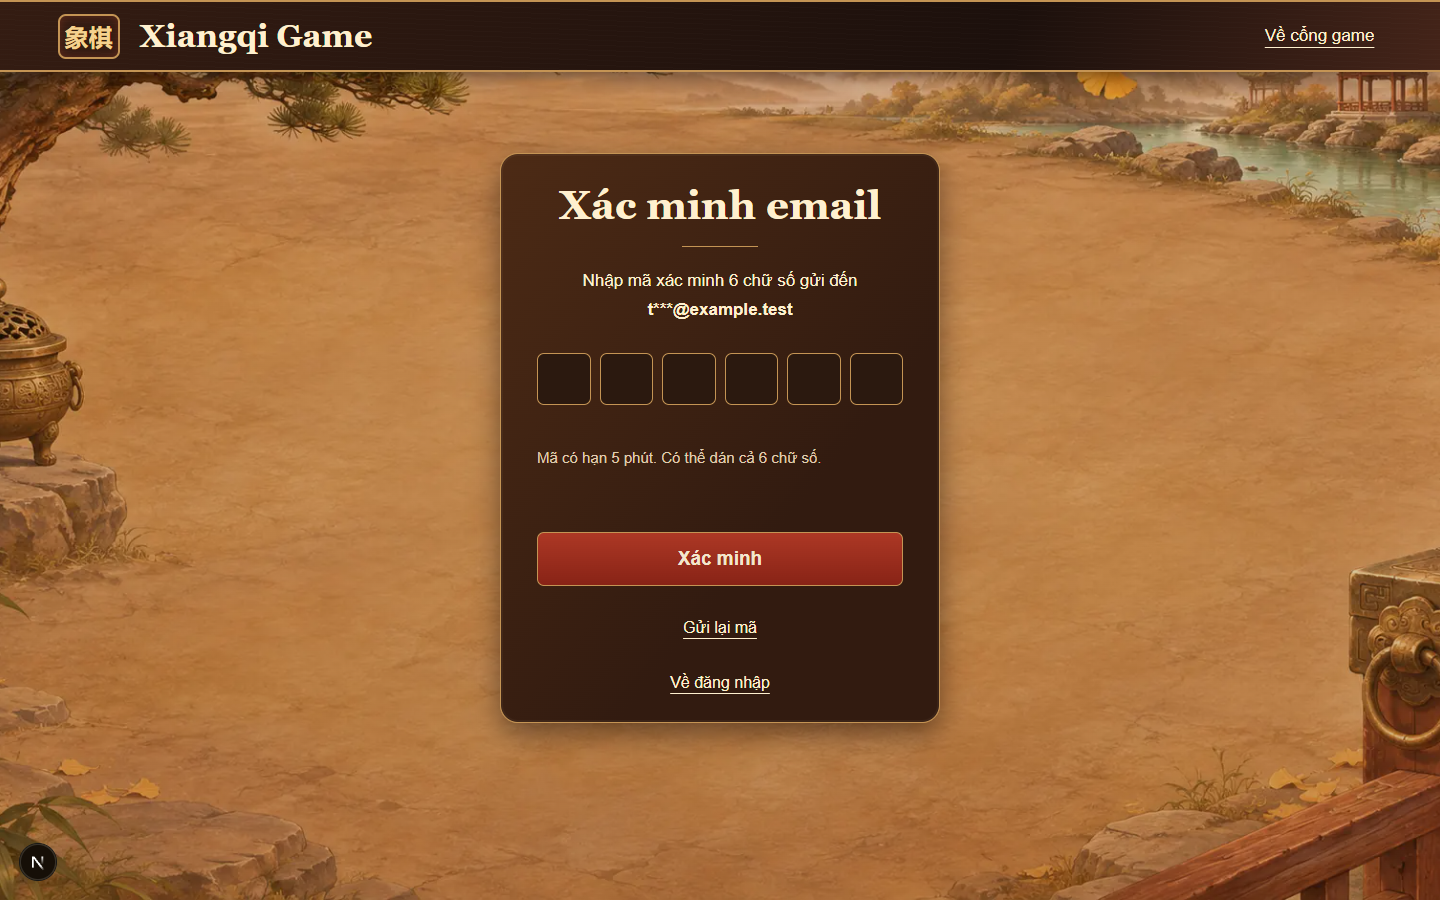 象棋 Xiangqi Game
Về cổng game
Xác minh email
Nhập mã xác minh 6 chữ số gửi đến
t***@example.test
Mã có hạn 5 phút. Có thể dán cả 6 chữ số.
Xác minh
Gửi lại mã
Về đăng nhập
N